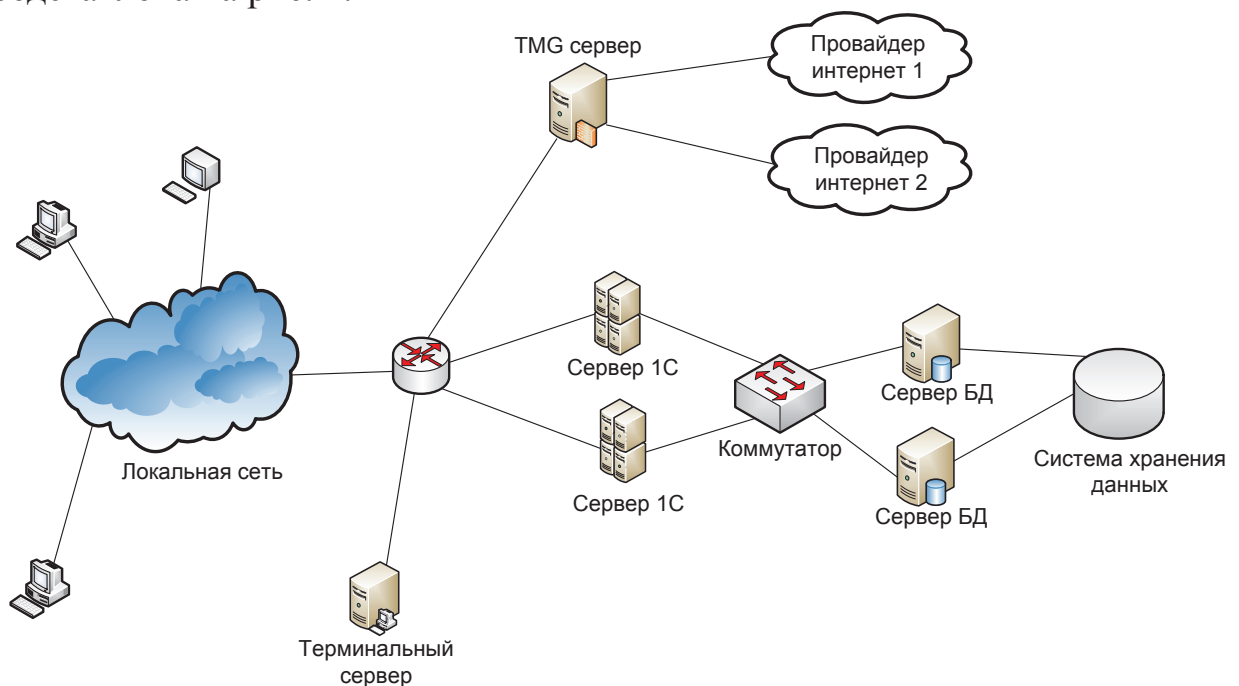 TMG сервер
Провайдер
интернет 1
Провайдер
интернет 2
Локальная сеть
Сервер 1С
Сервер 1С
Коммутатор
Сервер БД
Сервер БД
Система хранения
данных
Терминальный
сервер